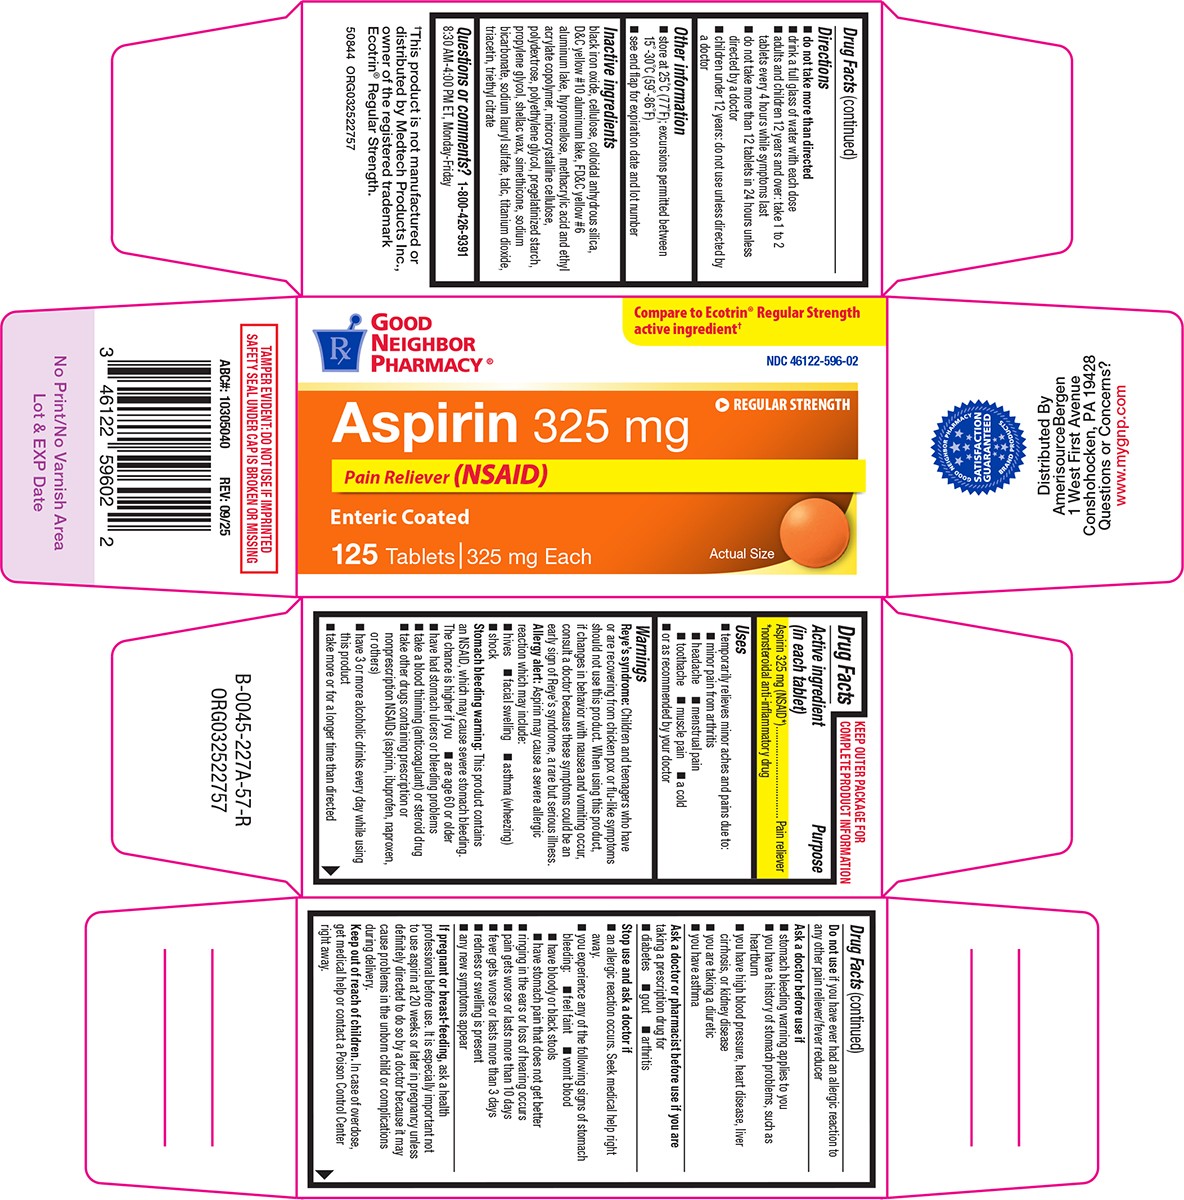 Drug Facts (continued)
Directions
■ do not take more than directed
■ drink a full glass of water with each dose
■ adults and children 12 years and over: take 1 to 2
tablets every 4 hours while symptoms last
■ do not take more than 12 tablets in 24 hours unless
directed by a doctor
■ children under 12 years: do not use unless directed by
a doctor
Other information
■ store at 25°C (77°F); excursions permitted between
15°-30°C (59°-86°F)
■ see end flap for expiration date and lot number
Inactive ingredients
black iron oxide, cellulose, colloidal anhydrous silica,
D&C yellow #10 aluminum lake, FD&C yellow #6
aluminum lake, hypromellose, methacrylic acid and ethyl
acrylate copolymer, microcrystalline cellulose,
polydextrose, polyethylene glycol, pregelatinized starch,
propylene glycol, shellac wax, simethicone, sodium
bicarbonate, sodium lauryl sulfate, talc, titanium dioxide,
triacetin, triethyl citrate
Questions or comments? 1-800-426-9391
8:30 AM-4:00 PM ET, Monday-Friday
†This product is not manufactured or
distributed by Medtech Products Inc.,
owner of the registered trademark
Ecotrin® Regular Strength.
50844 ORG032522757
No Print/No Varnish Area
Lot & EXP Date
3 46122 59602 2
ABC#: 10305040 REV: 09/25
TAMPER EVIDENT: DO NOT USE IF IMPRINTED
SAFETY SEAL UNDER CAP IS BROKEN OR MISSING
Rx
GOOD
NEIGHBOR
PHARMACY®
Compare to Ecotrin® Regular Strength
active ingredient†
NDC 46122-596-02
REGULAR STRENGTH
Aspirin 325 mg
Pain Reliever (NSAID)
Enteric Coated
125 Tablets | 325 mg Each
Actual Size
GOOD NEIGHBOR PHARMACY
SATISFACTION
GUARANTEED
BRAND PRODUCTS
Distributed By
AmerisourceBergen
1 West First Avenue
Conshohocken, PA 19428
Questions or Concerns?
www.mygnp.com
B-0045-227A-57-R
ORG032522757
KEEP OUTER PACKAGE FOR
COMPLETE PRODUCT INFORMATION
Drug Facts
Active ingredient Purpose
(in each tablet)
Aspirin 325 mg (NSAID*)............................ Pain reliever
*nonsteroidal anti-inflammatory drug
Uses
■ temporarily relieves minor aches and pains due to:
■ minor pain from arthritis
■ headache ■ menstrual pain
■ toothache ■ muscle pain ■ a cold
■ or as recommended by your doctor
Warnings
Reye's syndrome: Children and teenagers who have
or are recovering from chicken pox or flu-like symptoms
should not use this product. When using this product,
if changes in behavior with nausea and vomiting occur,
consult a doctor because these symptoms could be an
early sign of Reye's syndrome, a rare but serious illness.
Allergy alert: Aspirin may cause a severe allergic
reaction which may include:
■ hives ■ facial swelling ■ asthma (wheezing)
■ shock
Stomach bleeding warning: This product contains
an NSAID, which may cause severe stomach bleeding.
The chance is higher if you ■ are age 60 or older
■ have had stomach ulcers or bleeding problems
■ take a blood thinning (anticoagulant) or steroid drug
■ take other drugs containing prescription or
nonprescription NSAIDs (aspirin, ibuprofen, naproxen,
or others)
■ have 3 or more alcoholic drinks every day while using
this product
■ take more or for a longer time than directed
Drug Facts (continued)
Do not use if you have ever had an allergic reaction to
any other pain reliever/fever reducer
Ask a doctor before use if
■ stomach bleeding warning applies to you
■ you have a history of stomach problems, such as
heartburn
■ you have high blood pressure, heart disease, liver
cirrhosis, or kidney disease
■ you are taking a diuretic
■ you have asthma
Ask a doctor or pharmacist before use if you are
taking a prescription drug for
■ diabetes ■ gout ■ arthritis
Stop use and ask a doctor if
■ an allergic reaction occurs. Seek medical help right
away.
■ you experience any of the following signs of stomach
bleeding: ■ feel faint ■ vomit blood
■ have bloody or black stools
■ have stomach pain that does not get better
■ ringing in the ears or loss of hearing occurs
■ pain gets worse or lasts more than 10 days
■ fever gets worse or lasts more than 3 days
■ redness or swelling is present
■ any new symptoms appear
If pregnant or breast-feeding, ask a health
professional before use. It is especially important not
to use aspirin at 20 weeks or later in pregnancy unless
definitely directed to do so by a doctor because it may
cause problems in the unborn child or complications
during delivery.
Keep out of reach of children. In case of overdose,
get medical help or contact a Poison Control Center
right away.